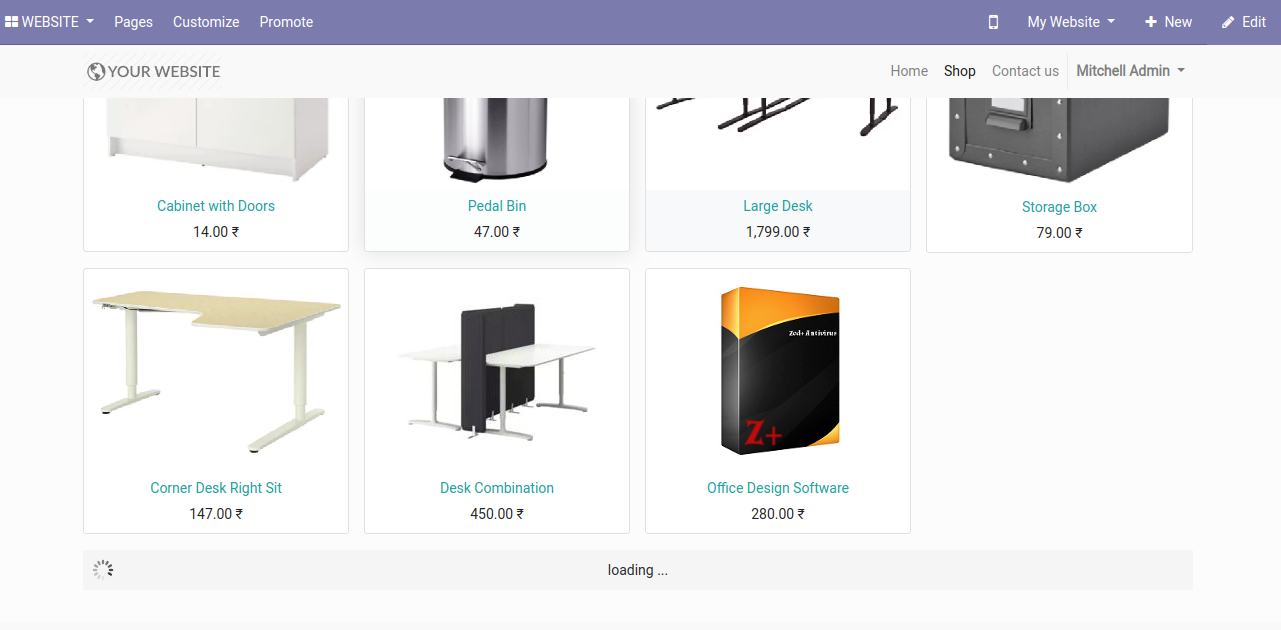 WEBSITE Pages Customize Promote My Website New Edit
YOUR WEBSITE Home Shop Contact us Mitchell Admin
Cabinet with Doors Pedal Bin Large Desk Storage Box
14.00 ₹ 47.00 ₹ 1,799.00 ₹ 79.00 ₹
Zed+ Antivirus
Z+
Corner Desk Right Sit Desk Combination Office Design Software
147.00 ₹ 450.00 ₹ 280.00 ₹
loading ...